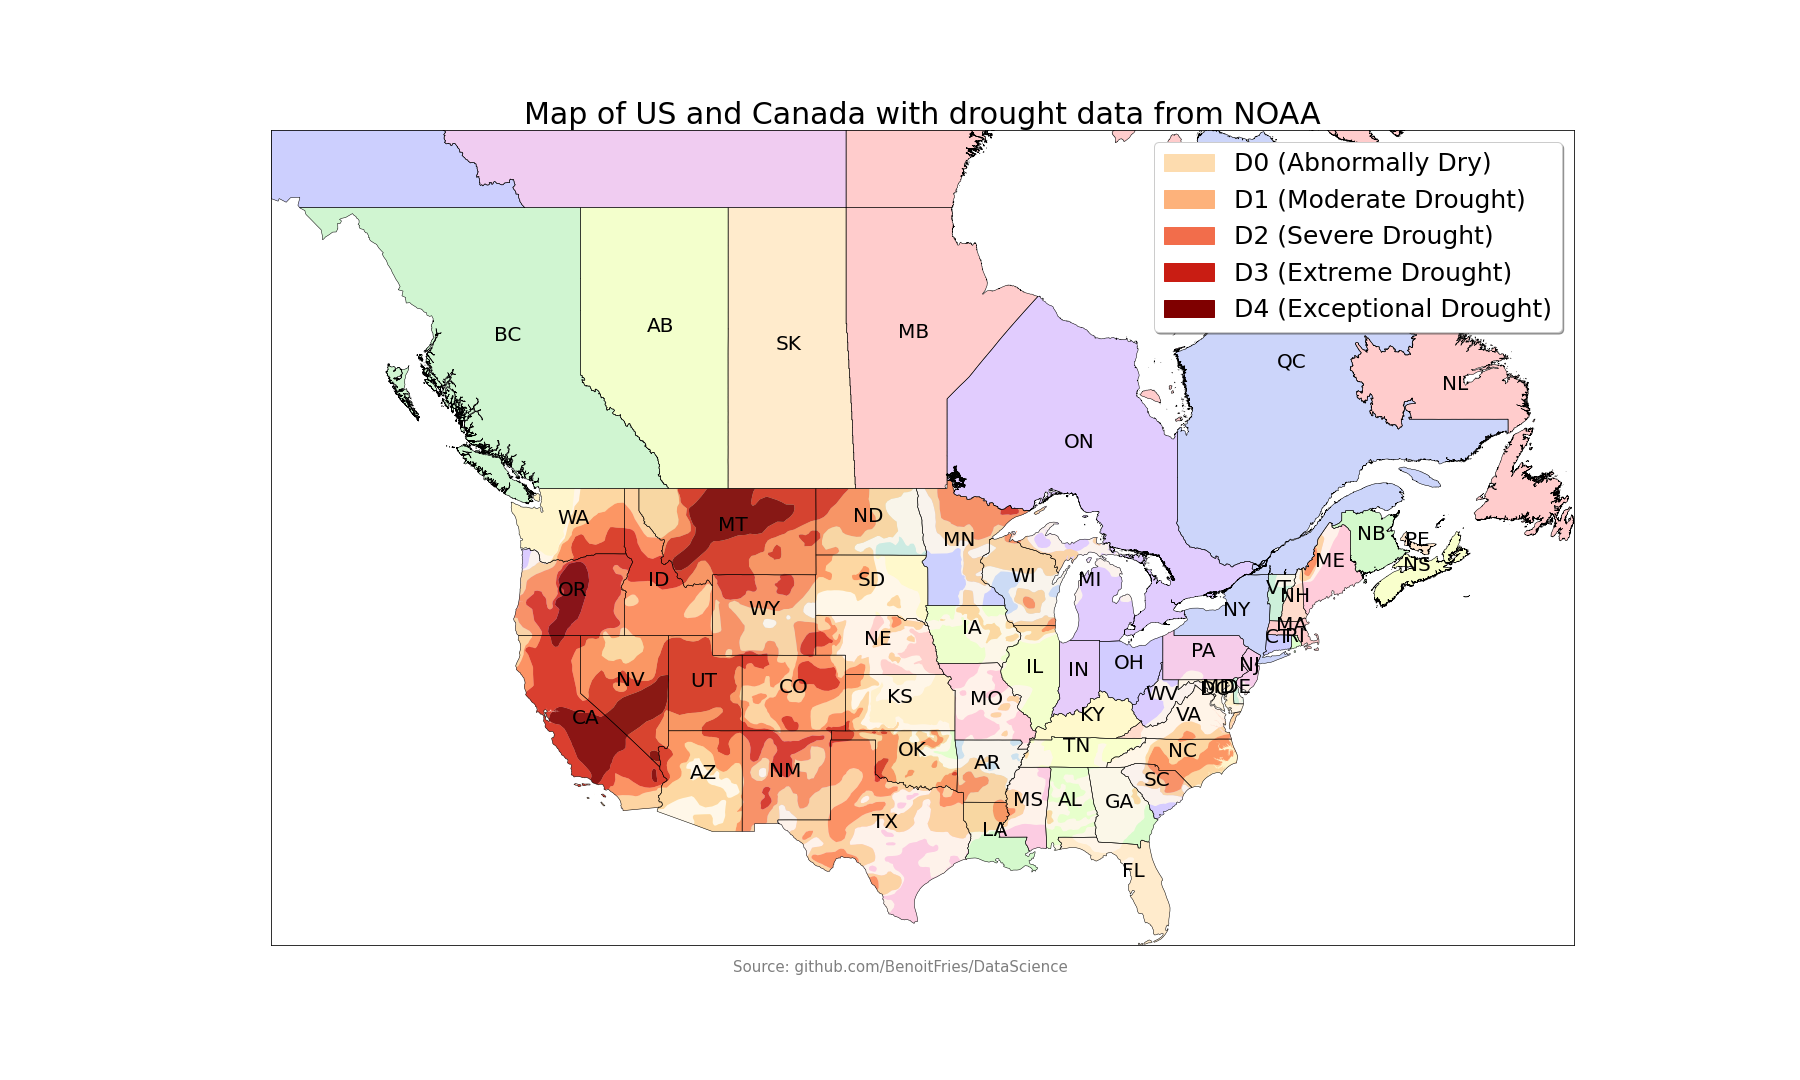 Map of US and Canada with drought data from NOAA
D0 (Abnormally Dry)
D1 (Moderate Drought)
D2 (Severe Drought)
D3 (Extreme Drought)
D4 (Exceptional Drought)
BC
AB
SK
MB
ON
QC
NL
NB
PE
NS
WA
MT
ND
MN
ME
OR
ID
SD
WI
MI
VT
NH
WY
NY
NE
IA
MA
CT
RI
NV
UT
CO
IL
IN
OH
PA
NJ
CA
KS
MO
WV
MD
DC
DE
KY
VA
AZ
NM
OK
AR
TN
NC
SC
TX
LA
MS
AL
GA
FL
Source: github.com/BenoitFries/DataScience